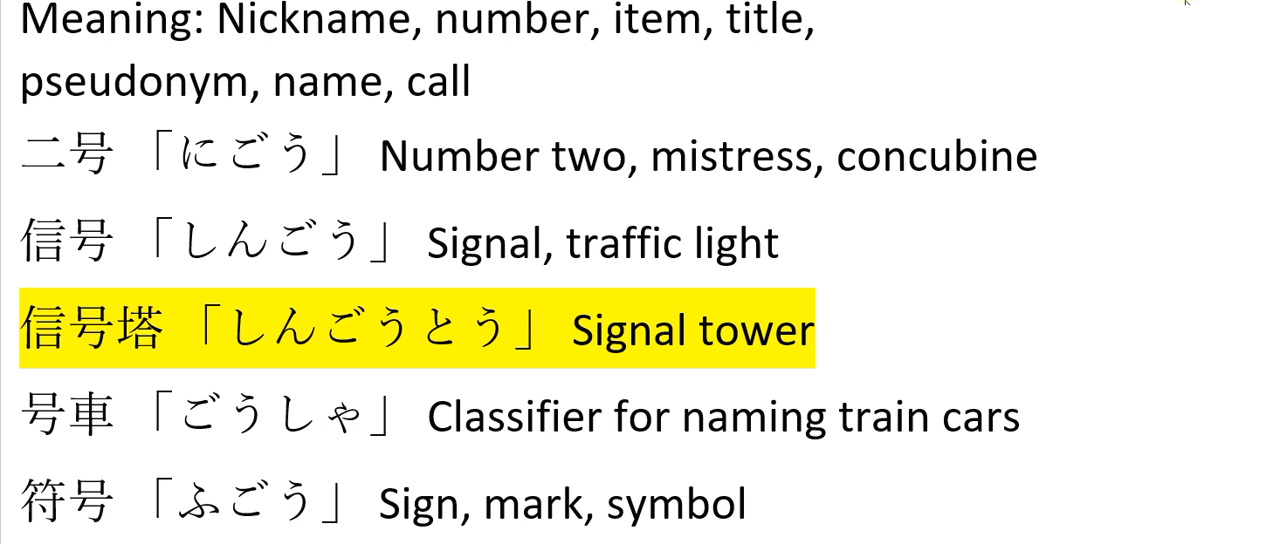 Meaning: Nickname, number, item, title,
pseudonym, name, call
二号 「にごう」 Number two, mistress, concubine
信号 「しんごう」 Signal, traffic light
信号塔 「しんごうとう」 Signal tower
号車 「ごうしゃ」 Classifier for naming train cars
符号 「ふごう」 Sign, mark, symbol